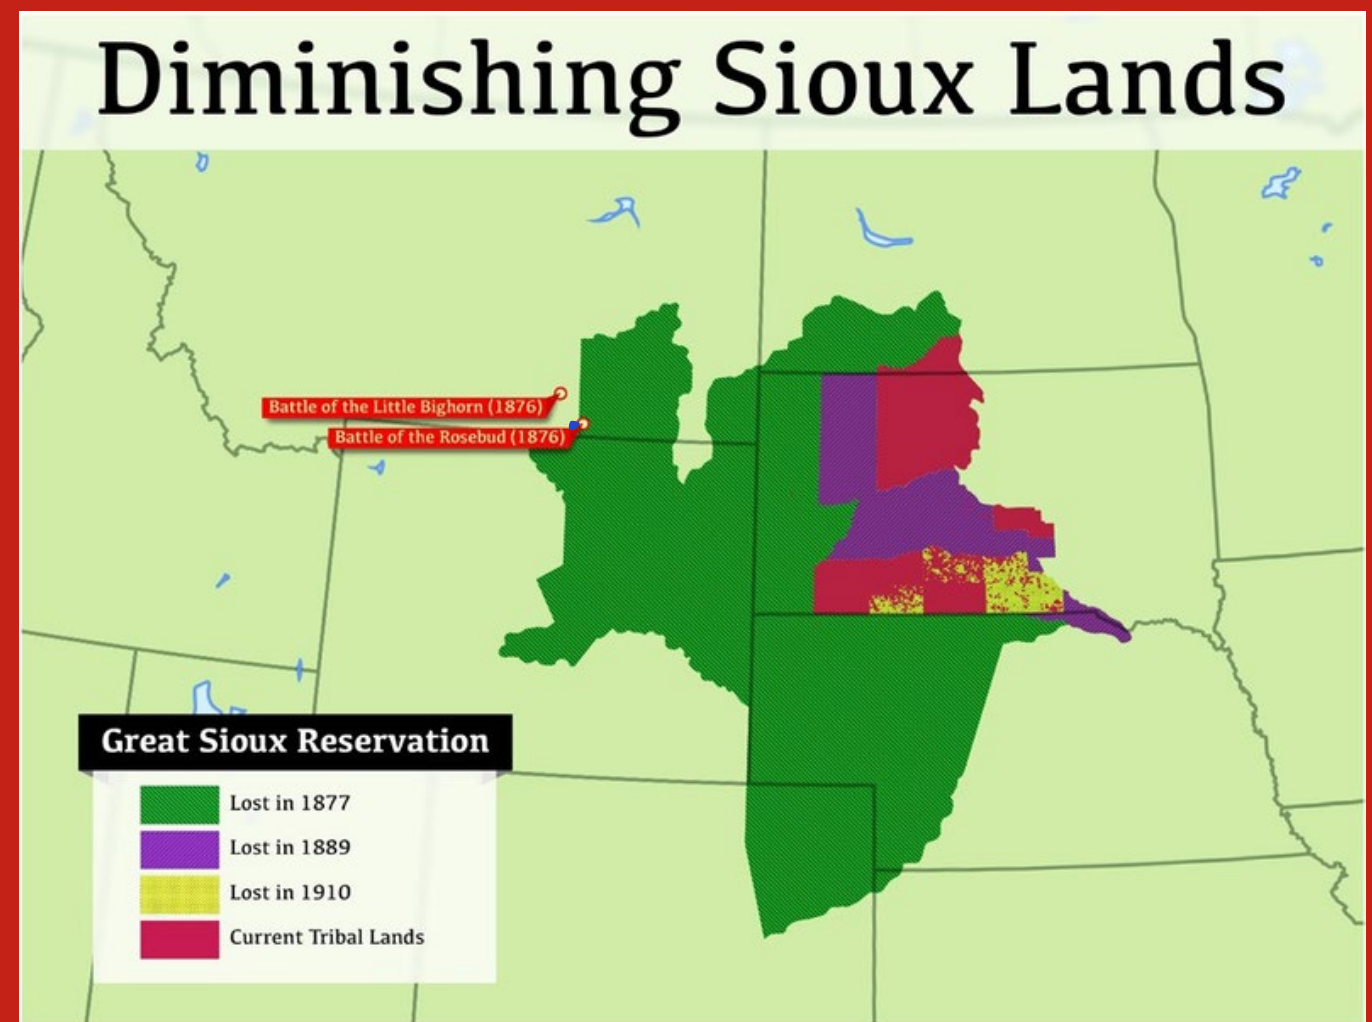 Diminishing Sioux Lands
Battle of the Little Bighorn (1876)
Battle of the Rosebud (1876)
Great Sioux Reservation
Lost in 1877
Lost in 1889
Lost in 1910
Current Tribal Lands